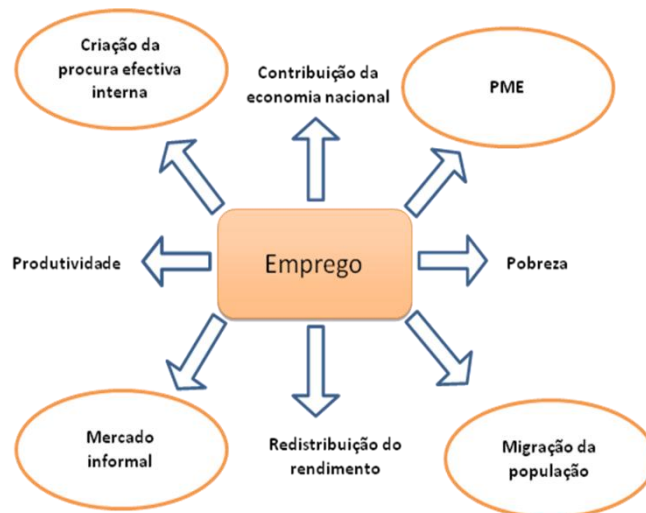 Criação da
procura efectiva
interna
Contribuição da
economia nacional
PME
Produtividade
Emprego
Pobreza
Mercado
informal
Redistribuição do
rendimento
Migração da
população